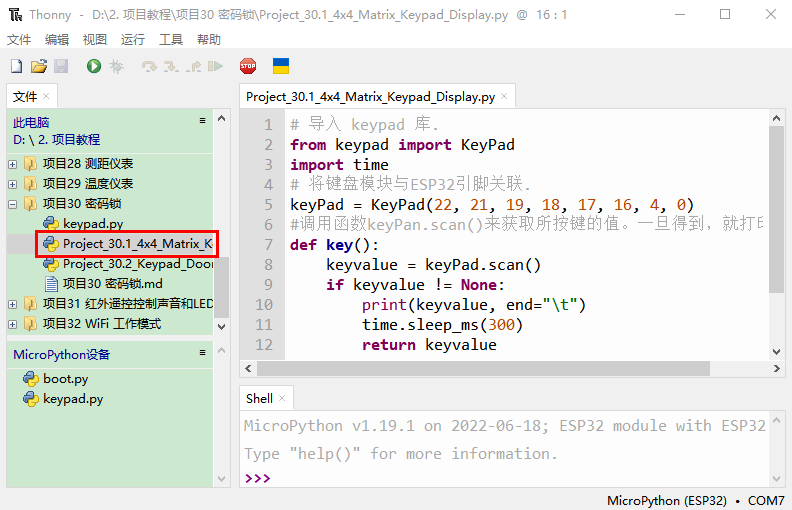 Thonny - D:\2. 项目教程\项目30 密码锁\Project_30.1_4x4_Matrix_Keypad_Display.py @ 16 : 1
文件 编辑 视图 运行 工具 帮助
STOP
文件 ×
此电脑
D: \ 2. 项目教程
项目28 测距仪表
项目29 温度仪表
项目30 密码锁
keypad.py
Project_30.1_4x4_Matrix_K
Project_30.2_Keypad_Doo
项目30 密码锁.md
项目31 红外遥控控制声音和LED
项目32 WiFi 工作模式
MicroPython设备
boot.py
keypad.py
Project_30.1_4x4_Matrix_Keypad_Display.py ×
1 # 导入 keypad 库.
2 from keypad import KeyPad
3 import time
4 # 将键盘模块与ESP32引脚关联.
5 keyPad = KeyPad(22, 21, 19, 18, 17, 16, 4, 0)
6 #调用函数keyPan.scan()来获取所按键的值。一旦得到，就打印
7 def key():
8 keyvalue = keyPad.scan()
9 if keyvalue != None:
10 print(keyvalue, end="\t")
11 time.sleep_ms(300)
12 return keyvalue
Shell ×
MicroPython v1.19.1 on 2022-06-18; ESP32 module with ESP32
Type "help()" for more information.
>>>
MicroPython (ESP32) • COM7